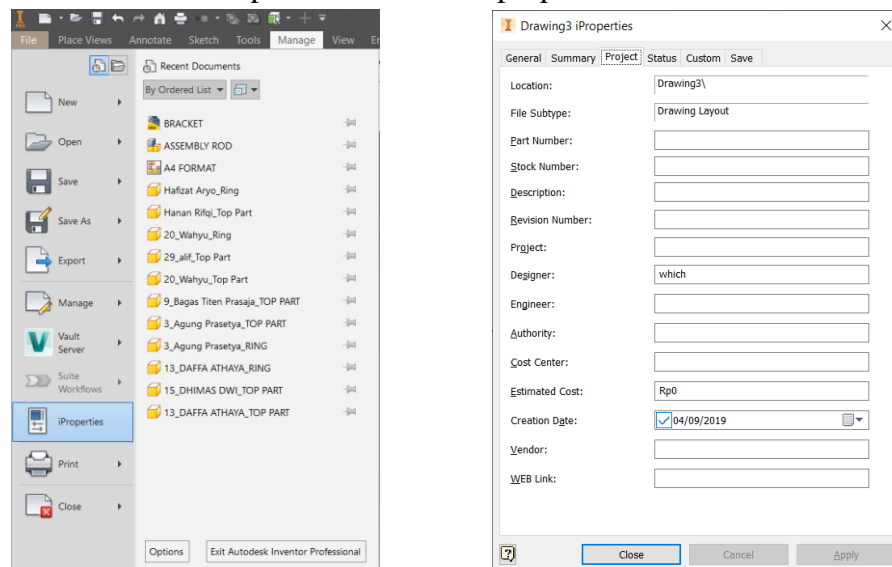 PRO
File Place Views Annotate Sketch Tools Manage View
Recent Documents
By Ordered List
New
Open
Save
Save As
Export
Manage
Vault
Server
Suite
Workflows
iProperties
Print
Close
BRACKET
ASSEMBLY ROD
A4 FORMAT
Hafizat Aryo_Ring
Hanan Rifqi_Top Part
20_Wahyu_Ring
29_alif_Top Part
20_Wahyu_Top Part
9_Bagas Titen Prasaja_TOP PART
3_Agung Prasetya_TOP PART
3_Agung Prasetya_RING
13_DAFFA ATHAYA_RING
15_DHIMAS DWI_TOP PART
13_DAFFA ATHAYA_TOP PART
Options Exit Autodesk Inventor Professional
Drawing3 iProperties
General Summary Project Status Custom Save
Location: Drawing3\
File Subtype: Drawing Layout
Part Number:
Stock Number:
Description:
Revision Number:
Project:
Designer: which
Engineer:
Authority:
Cost Center:
Estimated Cost: Rp0
Creation Date: 04/09/2019
Vendor:
WEB Link:
Close Cancel Apply